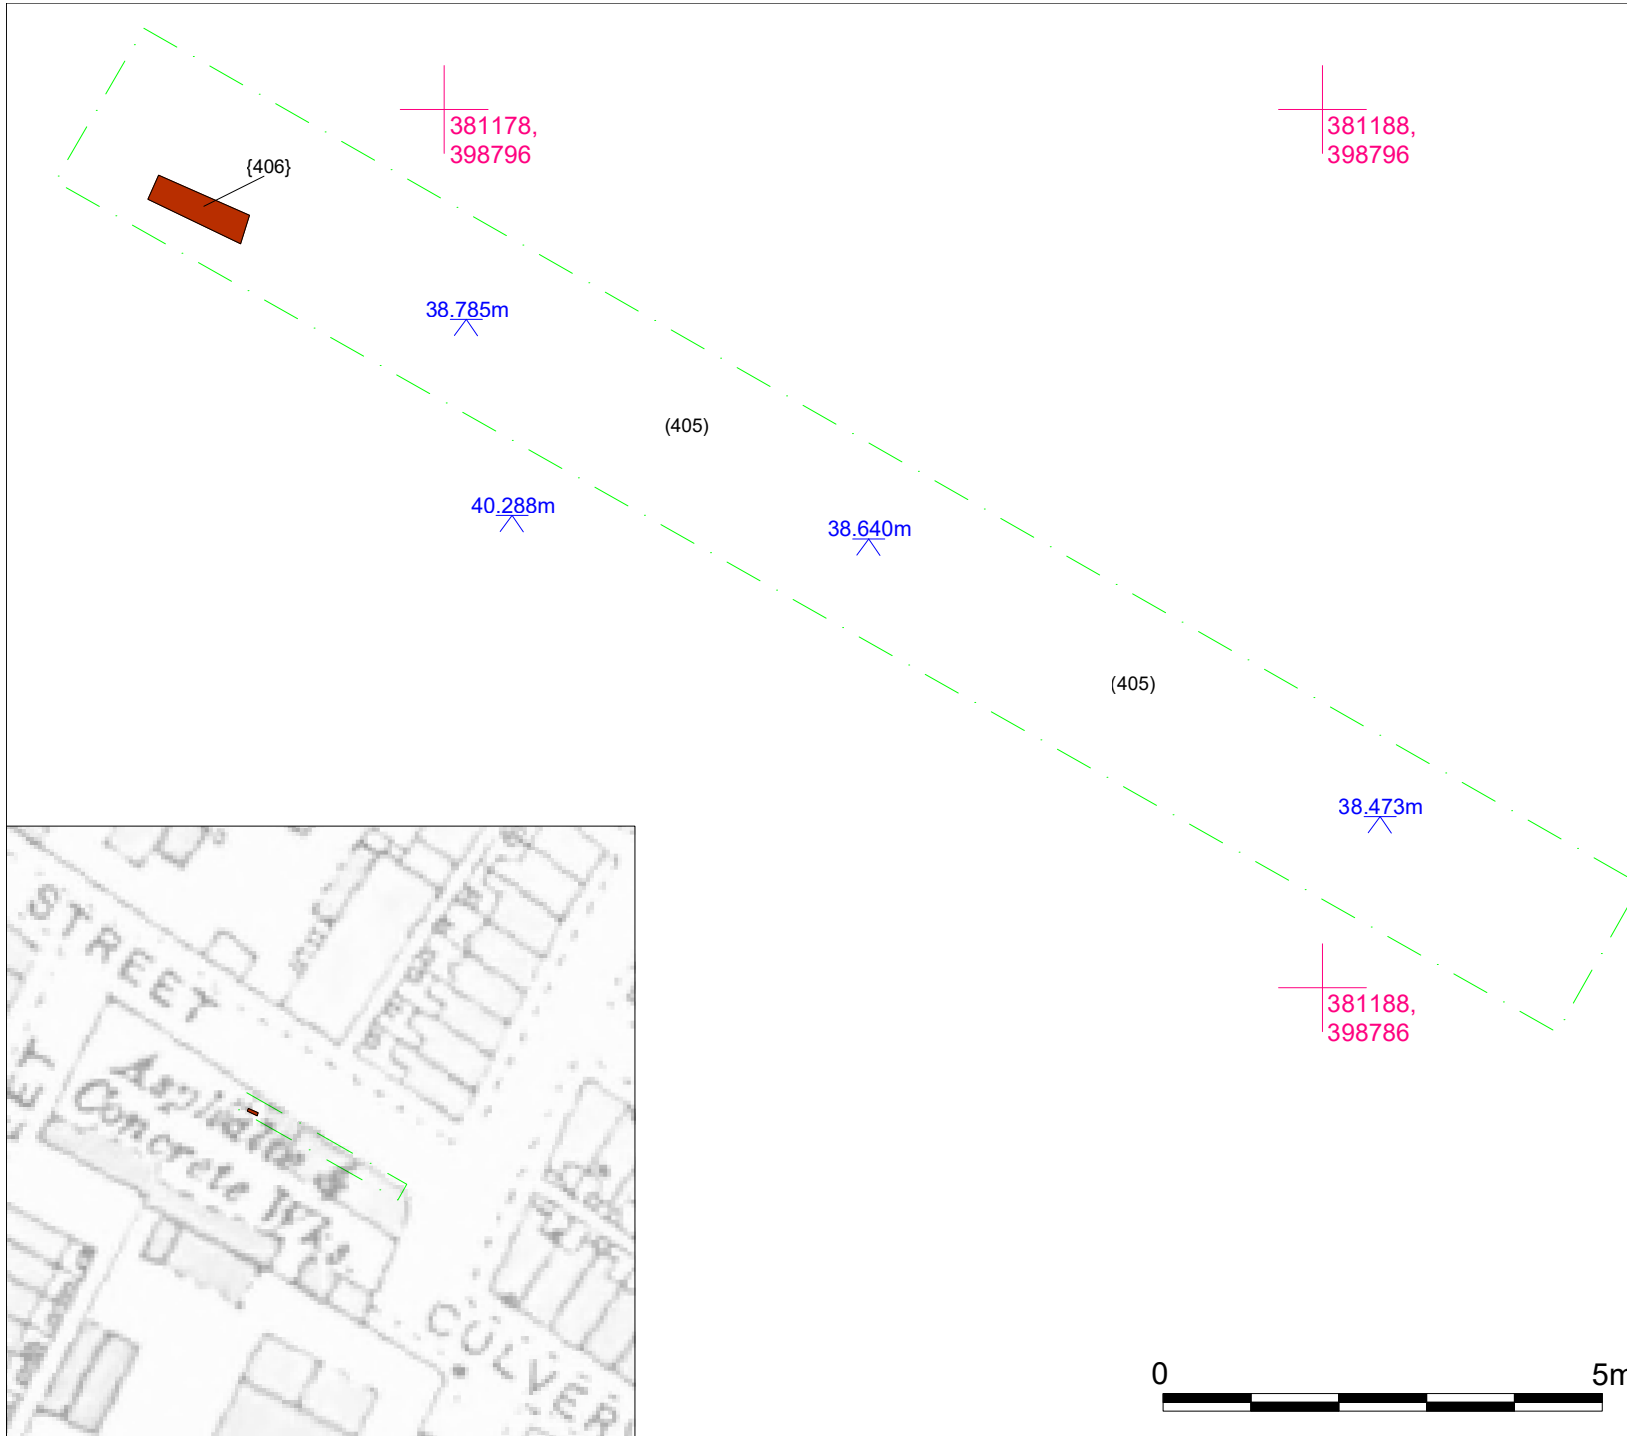 381178,
398796
381188,
398796
{406}
38.785m
(405)
40.288m
38.640m
(405)
38.473m
381188,
398786
STREET
Asphalte &
Concrete Wks.
CULVER
0 5m